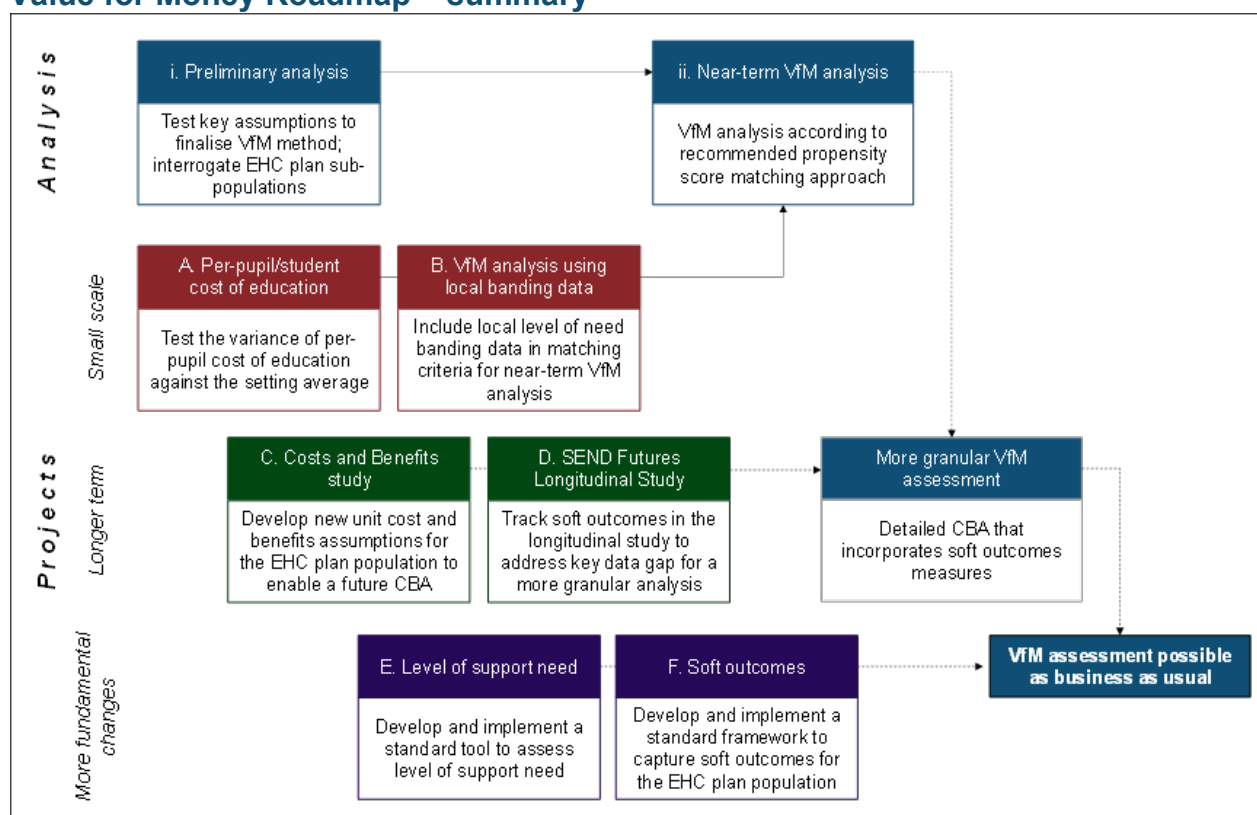 Value for Money Roadmap – summary
Analysis
i. Preliminary analysis
Test key assumptions to
finalise VfM method;
interrogate EHC plan sub-
populations
ii. Near-term VfM analysis
VfM analysis according to
recommended propensity
score matching approach
Projects
Small scale
A. Per-pupil/student
cost of education
Test the variance of per-
pupil cost of education
against the setting average
B. VfM analysis using
local banding data
Include local level of need
banding data in matching
criteria for near-term VfM
analysis
Longer term
C. Costs and Benefits
study
Develop new unit cost and
benefits assumptions for
the EHC plan population to
enable a future CBA
D. SEND Futures
Longitudinal Study
Track soft outcomes in the
longitudinal study to
address key data gap for a
more granular analysis
More granular VfM
assessment
Detailed CBA that
incorporates soft outcomes
measures
More fundamental
changes
E. Level of support need
Develop and implement a
standard tool to assess
level of support need
F. Soft outcomes
Develop and implement a
standard framework to
capture soft outcomes for
the EHC plan population
VfM assessment possible
as business as usual